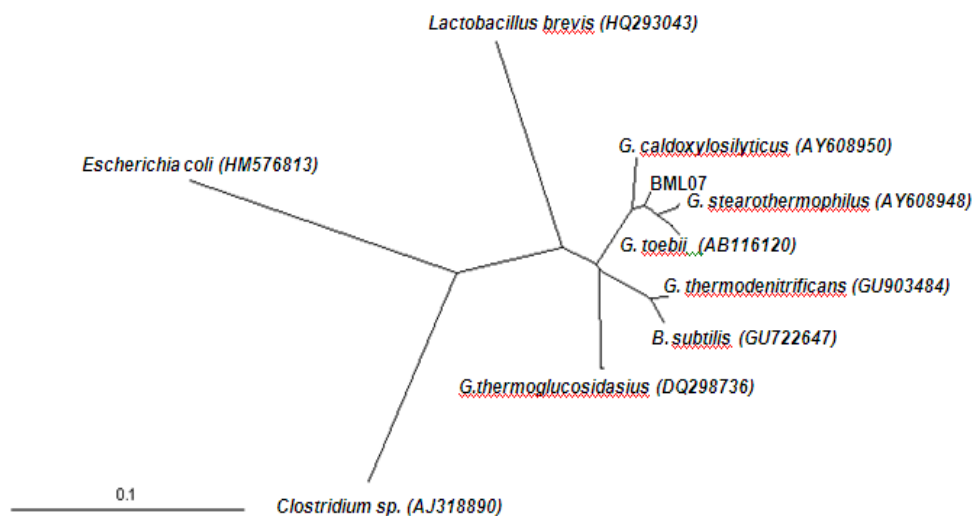 Lactobacillus brevis (HQ293043)
G. caldoxylosilyticus (AY608950)
Escherichia coli (HM576813)
BML07
G. stearothermophilus (AY608948)
G. toebii (AB116120)
G. thermodenitrificans (GU903484)
B. subtilis (GU722647)
G.thermoglucosidasius (DQ298736)
0.1
Clostridium sp. (AJ318890)